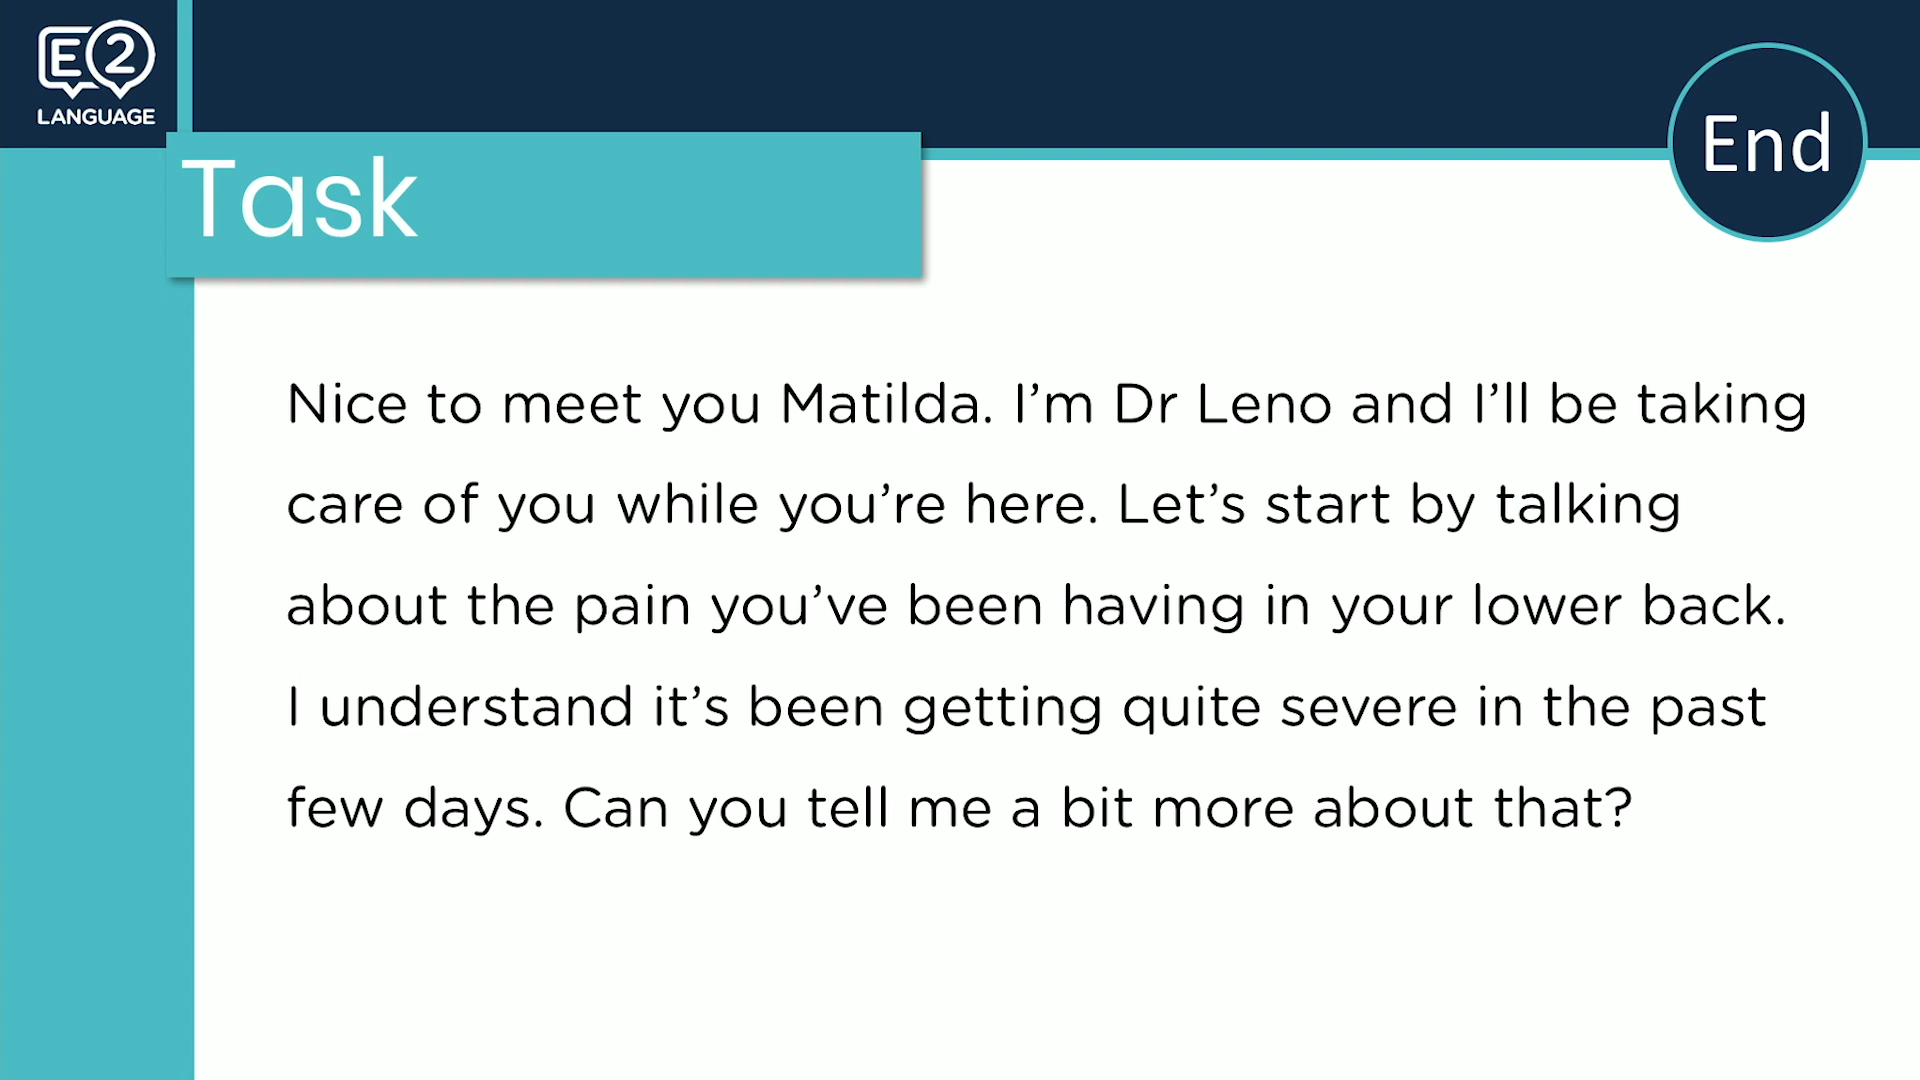 E2
LANGUAGE
End
Task
Nice to meet you Matilda. I’m Dr Leno and I’ll be taking
care of you while you’re here. Let’s start by talking
about the pain you’ve been having in your lower back.
I understand it’s been getting quite severe in the past
few days. Can you tell me a bit more about that?